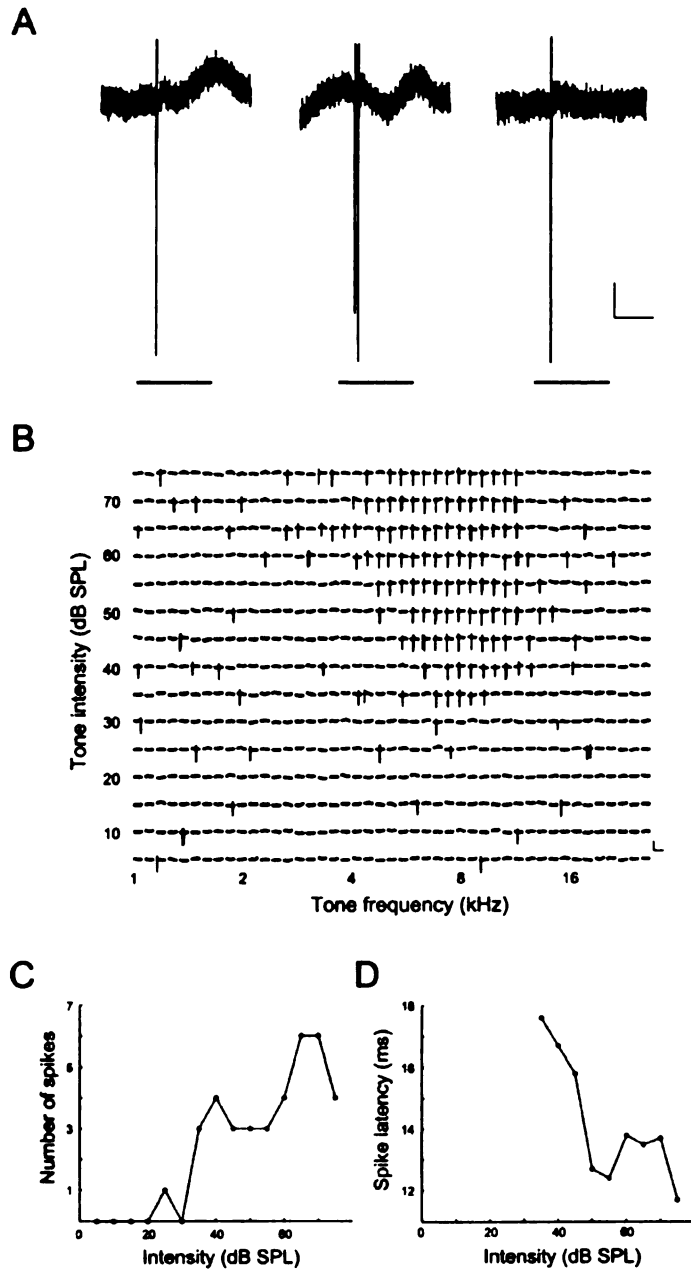 A
B
Tone intensity (dB SPL)
70
60
50
40
30
20
10
1 2 4 8 16
Tone frequency (kHz)
C
Number of spikes
7
5
3
1
0 20 40 60
Intensity (dB SPL)
D
Spike latency (ms)
18
16
14
12
0 20 40 60
Intensity (dB SPL)